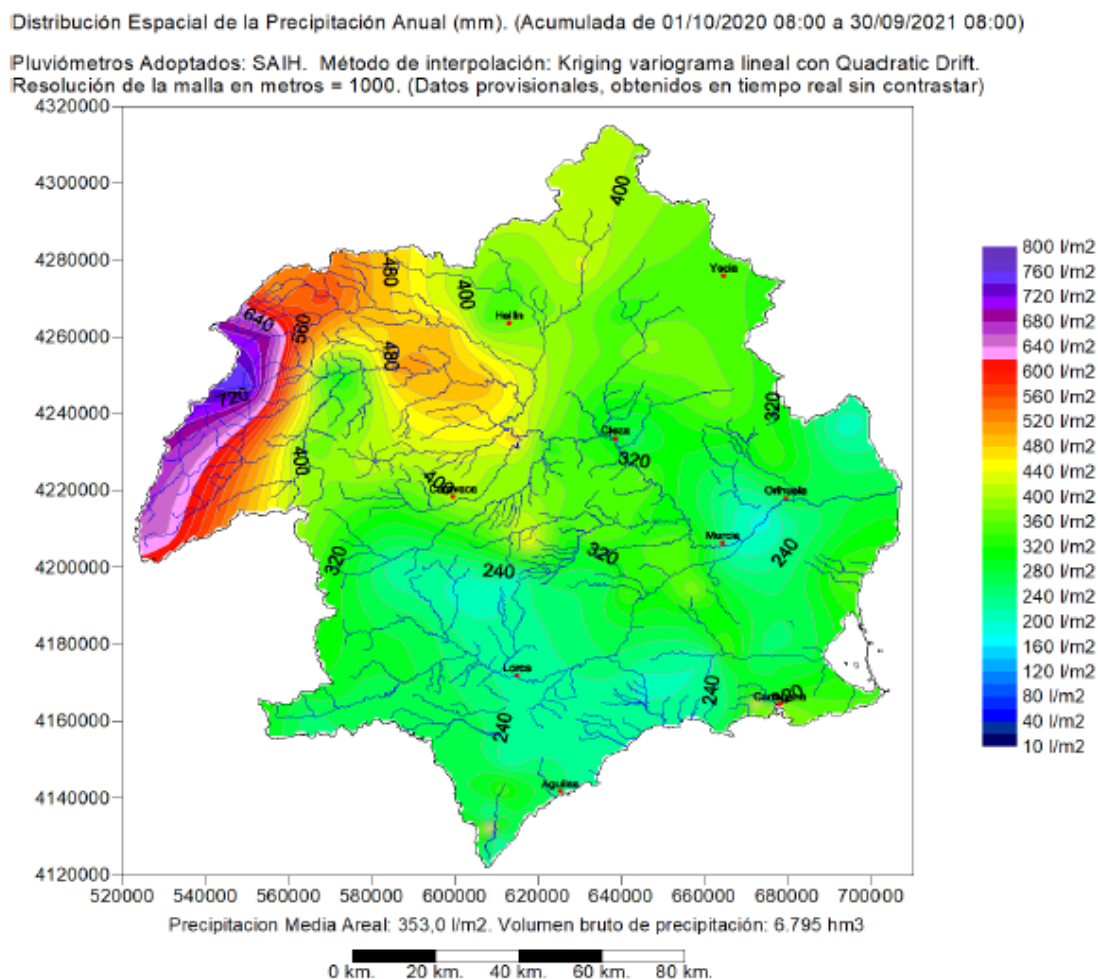 Distribución Espacial de la Precipitación Anual (mm). (Acumulada de 01/10/2020 08:00 a 30/09/2021 08:00)
Pluviómetros Adoptados: SAIH. Método de interpolación: Kriging variograma lineal con Quadratic Drift.
Resolución de la malla en metros = 1000. (Datos provisionales, obtenidos en tiempo real sin contrastar)
4320000
4300000
4280000
4260000
4240000
4220000
4200000
4180000
4160000
4140000
4120000
520000 540000 560000 580000 600000 620000 640000 660000 680000 700000
400
480
400
Yecla
Hellín
640
560
480
720
320
Cieza
320
400
400
Caravaca
Orihuela
Murcia
320
240
320
240
Lorca
240
Cartagena
240
Aguilas
800 l/m2
760 l/m2
720 l/m2
680 l/m2
640 l/m2
600 l/m2
560 l/m2
520 l/m2
480 l/m2
440 l/m2
400 l/m2
360 l/m2
320 l/m2
280 l/m2
240 l/m2
200 l/m2
160 l/m2
120 l/m2
80 l/m2
40 l/m2
10 l/m2
Precipitacion Media Areal: 353,0 l/m2. Volumen bruto de precipitación: 6.795 hm3
0 km. 20 km. 40 km. 60 km. 80 km.